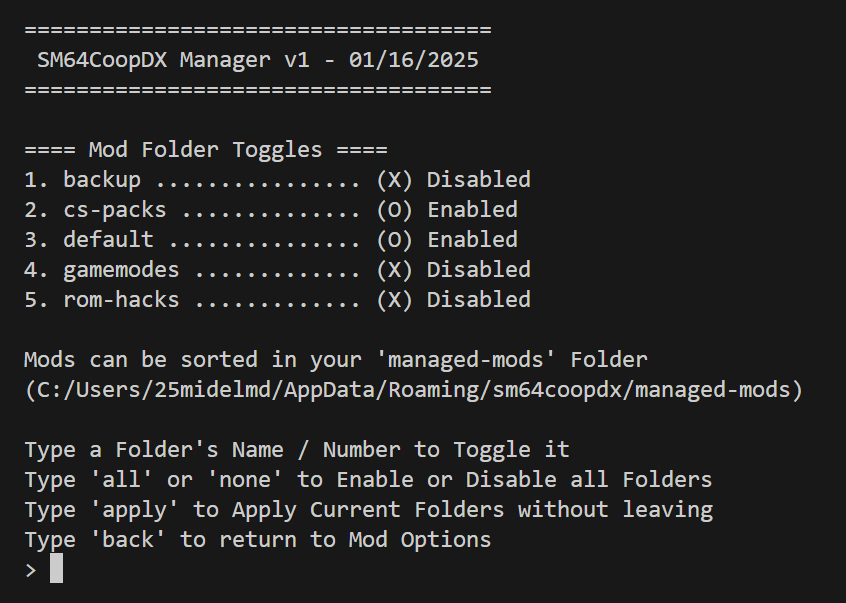 ====================================
SM64CoopDX Manager v1 - 01/16/2025
====================================
==== Mod Folder Toggles ====
1. backup ................ (X) Disabled
2. cs-packs .............. (O) Enabled
3. default ............... (O) Enabled
4. gamemodes ............. (X) Disabled
5. rom-hacks ............. (X) Disabled
Mods can be sorted in your 'managed-mods' Folder
(C:/Users/25midelmd/AppData/Roaming/sm64coopdx/managed-mods)
Type a Folder's Name / Number to Toggle it
Type 'all' or 'none' to Enable or Disable all Folders
Type 'apply' to Apply Current Folders without leaving
Type 'back' to return to Mod Options
>